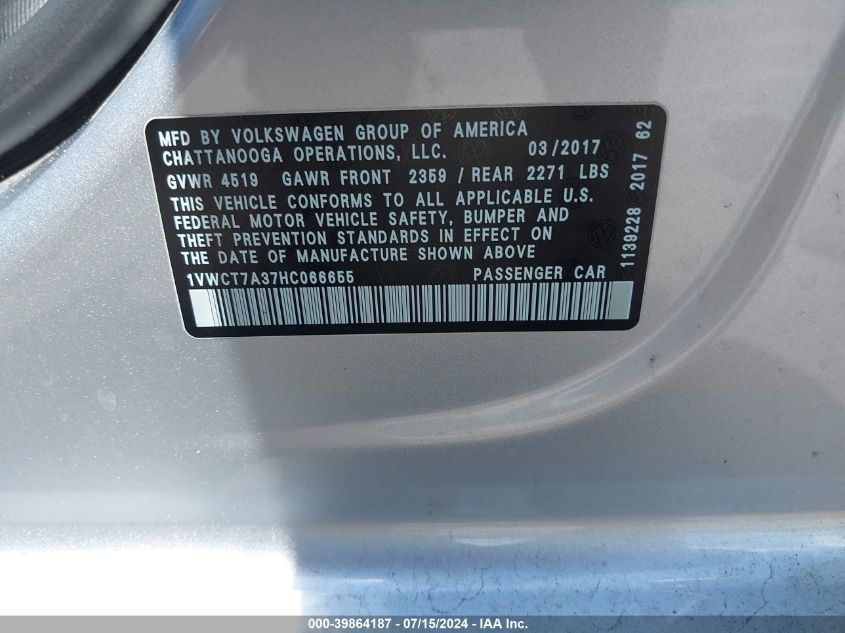 MFD BY VOLKSWAGEN GROUP OF AMERICA
CHATTANOOGA OPERATIONS, LLC. 03/2017
GVWR 4519 GAWR FRONT 2359 / REAR 2271 LBS
THIS VEHICLE CONFORMS TO ALL APPLICABLE U.S.
FEDERAL MOTOR VEHICLE SAFETY, BUMPER AND
THEFT PREVENTION STANDARDS IN EFFECT ON
THE DATE OF MANUFACTURE SHOWN ABOVE
1VWCT7A37HC066655 PASSENGER CAR
1139228 2017 62
000-39864187 - 07/15/2024 - IAA Inc.